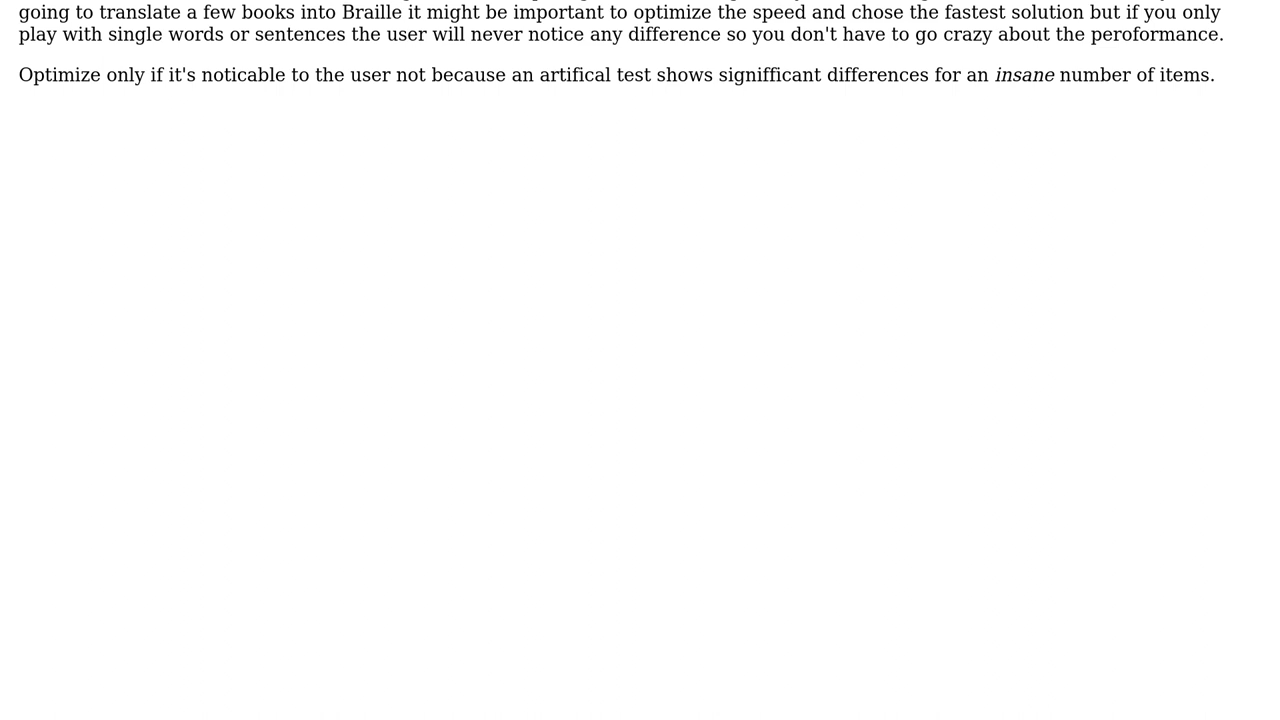 going to translate a few books into Braille it might be important to optimize the speed and chose the fastest solution but if you only
play with single words or sentences the user will never notice any difference so you don't have to go crazy about the peroformance.
Optimize only if it's noticable to the user not because an artifical test shows signifficant differences for an insane number of items.